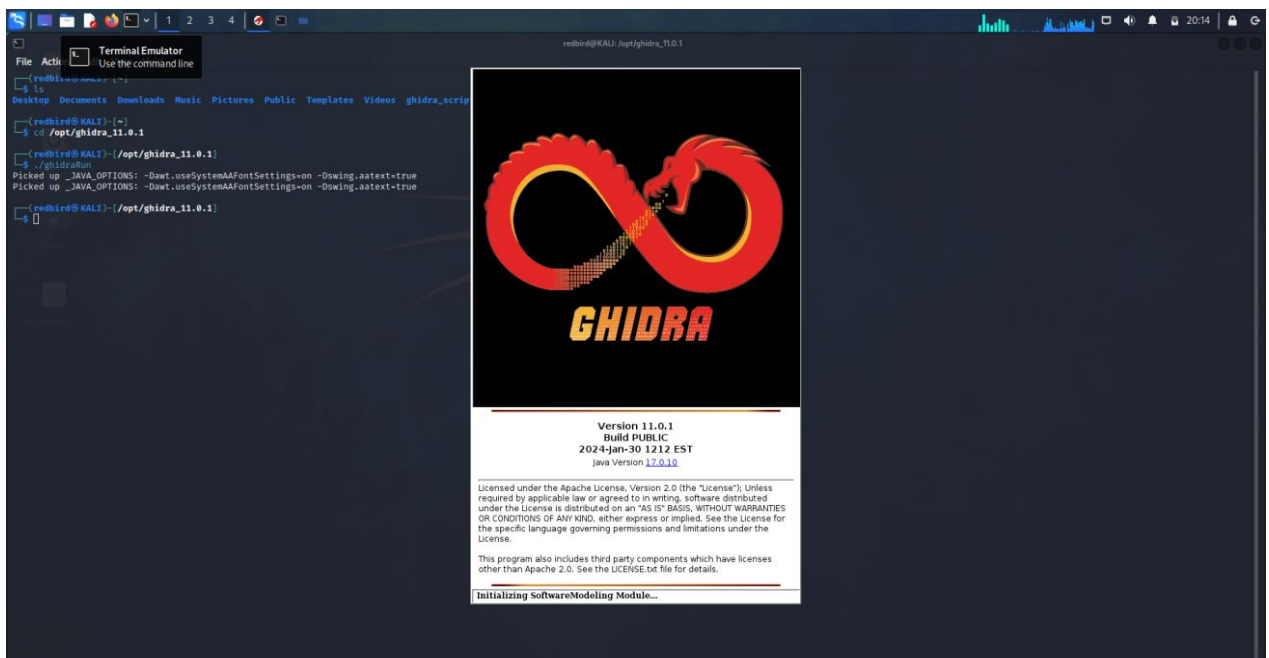 1 2 3 4
20:14
redbird@KALI: /opt/ghidra_11.0.1
Terminal Emulator
Use the command line
File Actio
(redbird㉿KALI)-[~]
$ ls
Desktop Documents Downloads Music Pictures Public Templates Videos ghidra_scrip
(redbird㉿KALI)-[~]
$ cd /opt/ghidra_11.0.1
(redbird㉿KALI)-[/opt/ghidra_11.0.1]
$ ./ghidraRun
Picked up _JAVA_OPTIONS: -Dawt.useSystemAAFontSettings=on -Dswing.aatext=true
Picked up _JAVA_OPTIONS: -Dawt.useSystemAAFontSettings=on -Dswing.aatext=true
(redbird㉿KALI)-[/opt/ghidra_11.0.1]
$
GHIDRA
Version 11.0.1
Build PUBLIC
2024-Jan-30 1212 EST
Java Version 17.0.10
Licensed under the Apache License, Version 2.0 (the "License"); Unless
required by applicable law or agreed to in writing, software distributed
under the License is distributed on an "AS IS" BASIS, WITHOUT WARRANTIES
OR CONDITIONS OF ANY KIND, either express or implied. See the License for
the specific language governing permissions and limitations under the
License.
This program also includes third party components which have licenses
other than Apache 2.0. See the LICENSE.txt file for details.
Initializing SoftwareModeling Module...